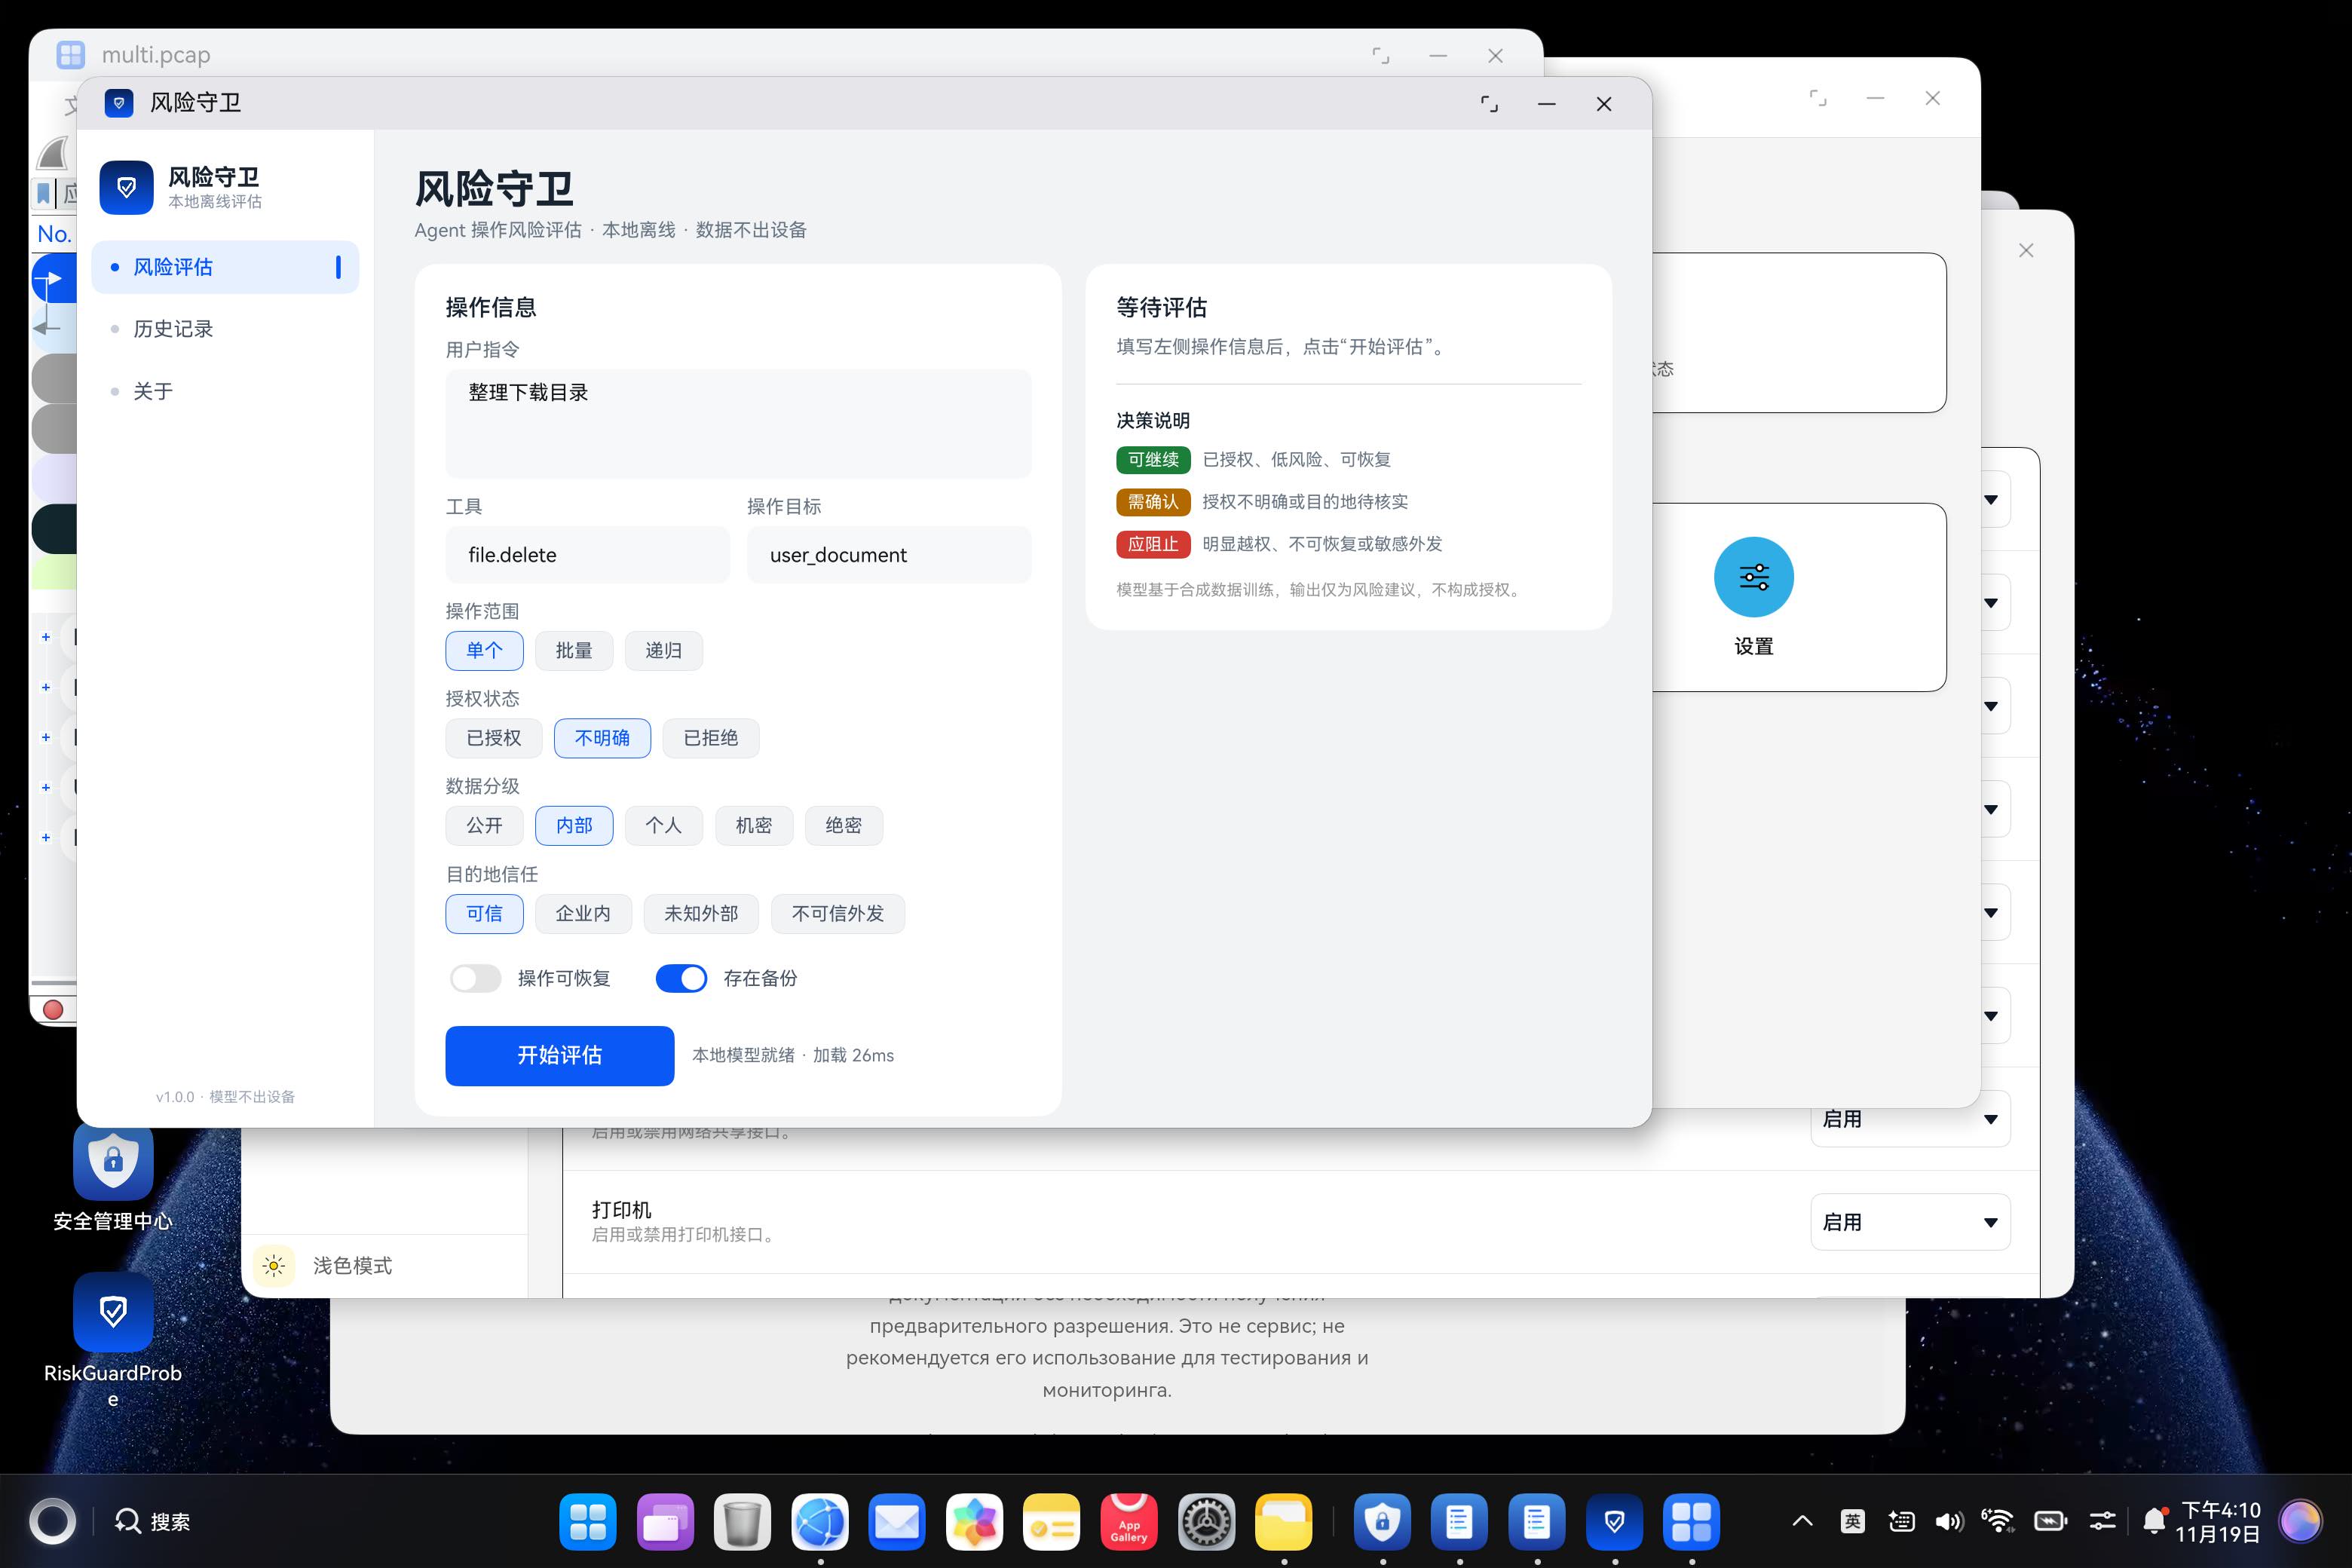 multi.pcap
风险守卫
风险守卫
本地离线评估
风险评估
历史记录
关于
v1.0.0 · 模型不出设备
风险守卫
Agent 操作风险评估 · 本地离线 · 数据不出设备
操作信息
用户指令
整理下载目录
工具
操作目标
file.delete
user_document
操作范围
单个
批量
递归
授权状态
已授权
不明确
已拒绝
数据分级
公开
内部
个人
机密
绝密
目的地信任
可信
企业内
未知外部
不可信外发
操作可恢复
存在备份
开始评估
本地模型就绪 · 加载 26ms
等待评估
填写左侧操作信息后，点击“开始评估”。
决策说明
可继续
已授权、低风险、可恢复
需确认
授权不明确或目的地待核实
应阻止
明显越权、不可恢复或敏感外发
模型基于合成数据训练，输出仅为风险建议，不构成授权。
No.
态
设置
启用或禁用网络共享接口。
启用
打印机
启用或禁用打印机接口。
启用
浅色模式
предварительного разрешения. Это не сервис; не
рекомендуется его использование для тестирования и
мониторинга.
安全管理中心
RiskGuardProb
e
搜索
App
Gallery
英
下午4:10
11月19日